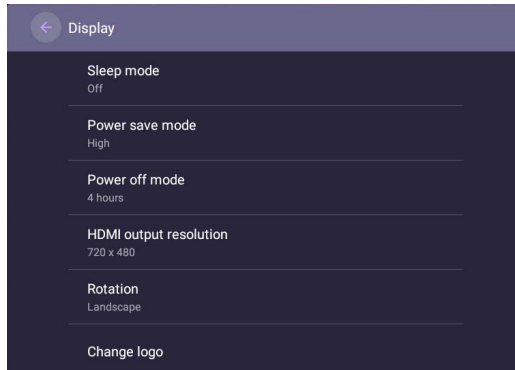 Display
Sleep mode
Off
Power save mode
High
Power off mode
4 hours
HDMI output resolution
720 x 480
Rotation
Landscape
Change logo